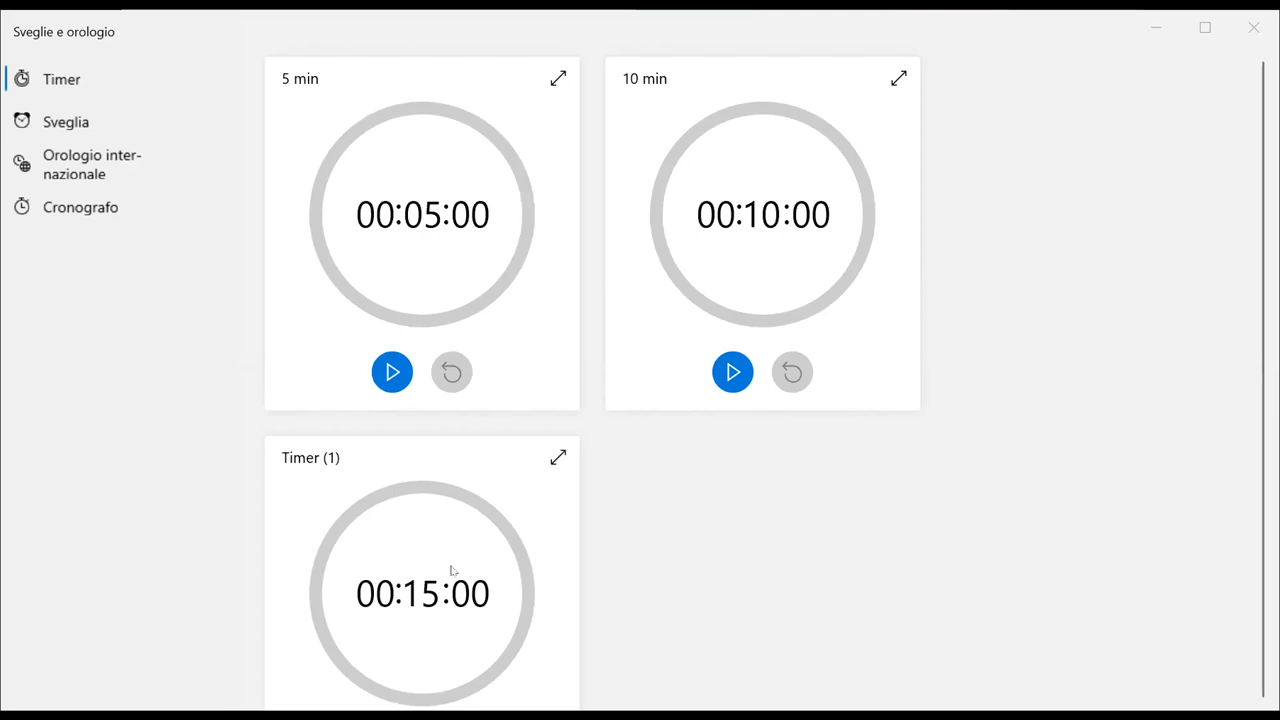 Sveglie e orologio
Timer
Sveglia
Orologio inter-
nazionale
Cronografo
5 min
00:05:00
10 min
00:10:00
Timer (1)
00:15:00